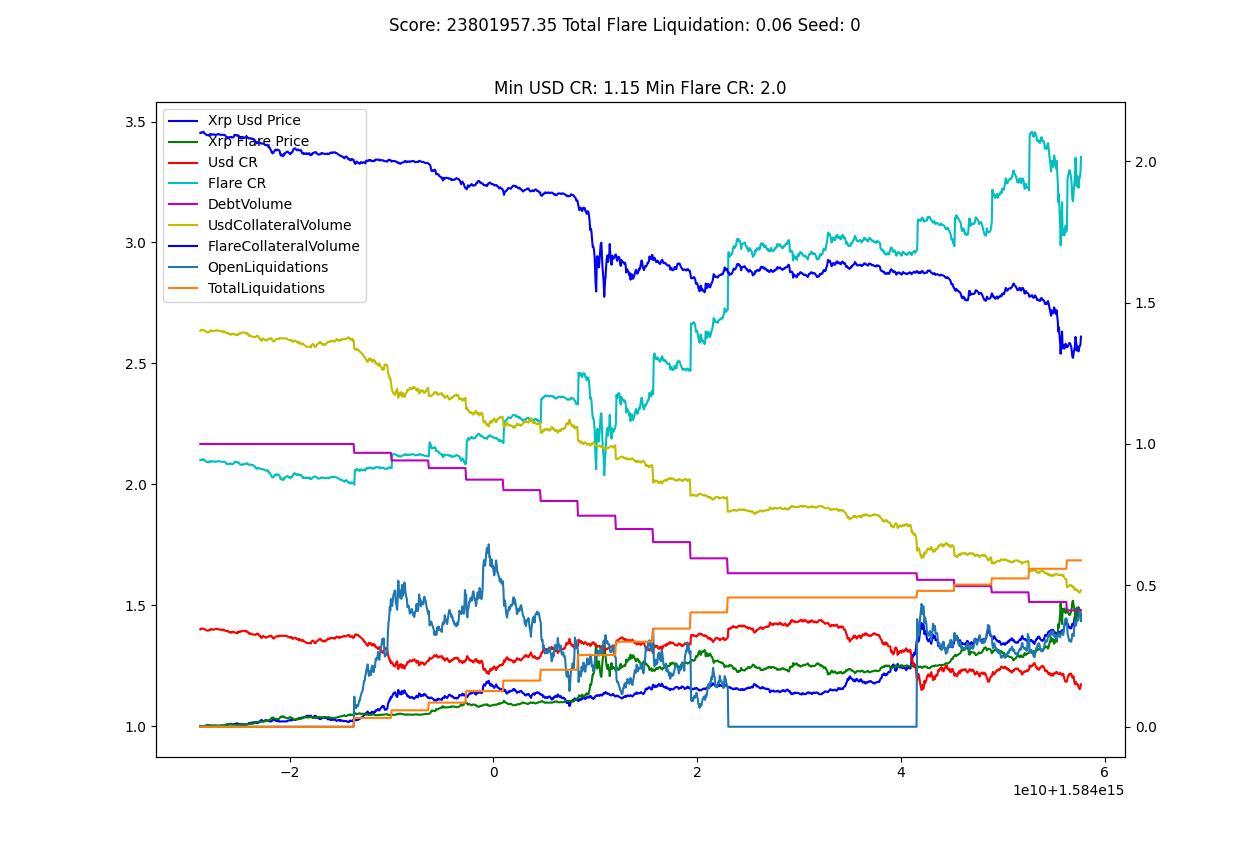 Score: 23801957.35 Total Flare Liquidation: 0.06 Seed: 0
Min USD CR: 1.15 Min Flare CR: 2.0
Xrp Usd Price
Xrp Flare Price
Usd CR
Flare CR
DebtVolume
UsdCollateralVolume
FlareCollateralVolume
OpenLiquidations
TotalLiquidations
3.5
3.0
2.5
2.0
1.5
1.0
2.0
1.5
1.0
0.5
0.0
−2 0 2 4 6
1e10+1.584e15